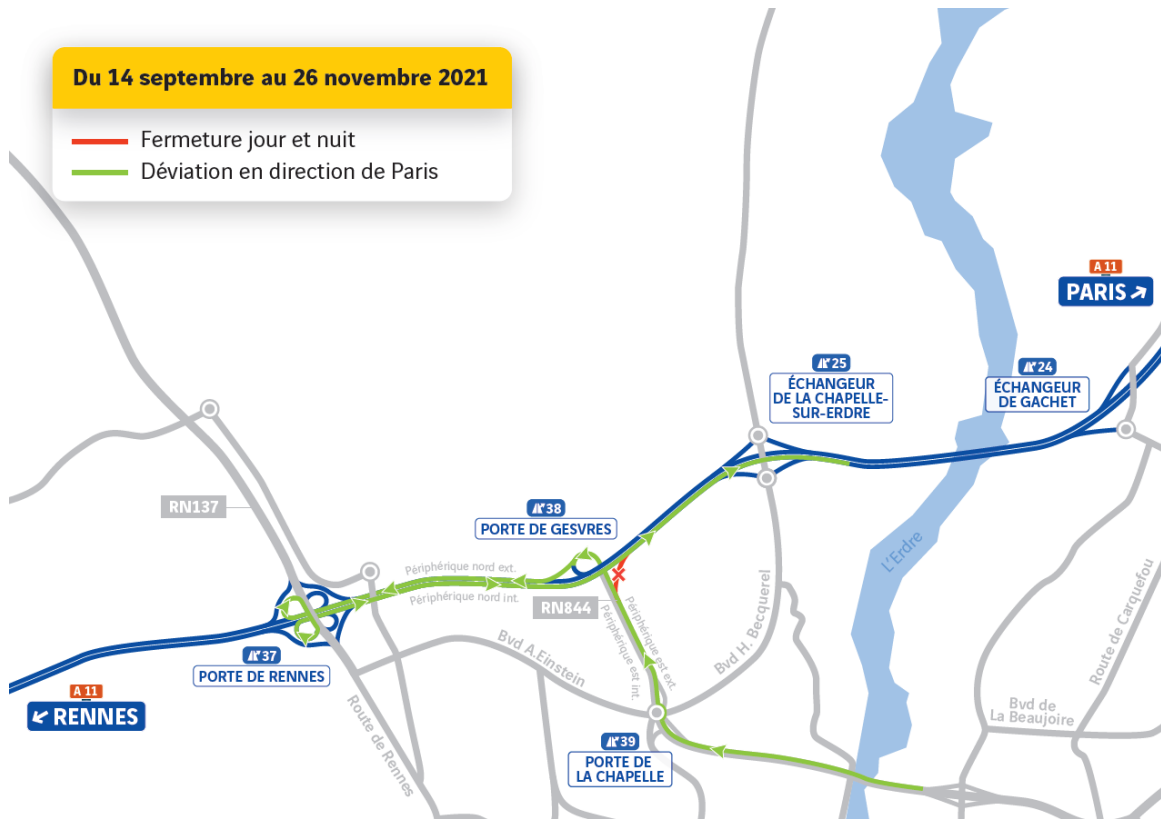 Du 14 septembre au 26 novembre 2021
Fermeture jour et nuit
Déviation en direction de Paris
A 11
PARIS
25
ÉCHANGEUR
DE LA CHAPELLE-
SUR-ERDRE
24
ÉCHANGEUR
DE GACHET
RN137
38
PORTE DE GESVRES
L'Erdre
Périphérique nord ext.
Périphérique nord int.
RN844
Périphérique est ext.
Périphérique est int.
Bvd H. Becquerel
Route de Carquefou
Bvd A.Einstein
37
PORTE DE RENNES
A 11
RENNES
Route de Rennes
Bvd de
La Beaujoire
39
PORTE DE
LA CHAPELLE